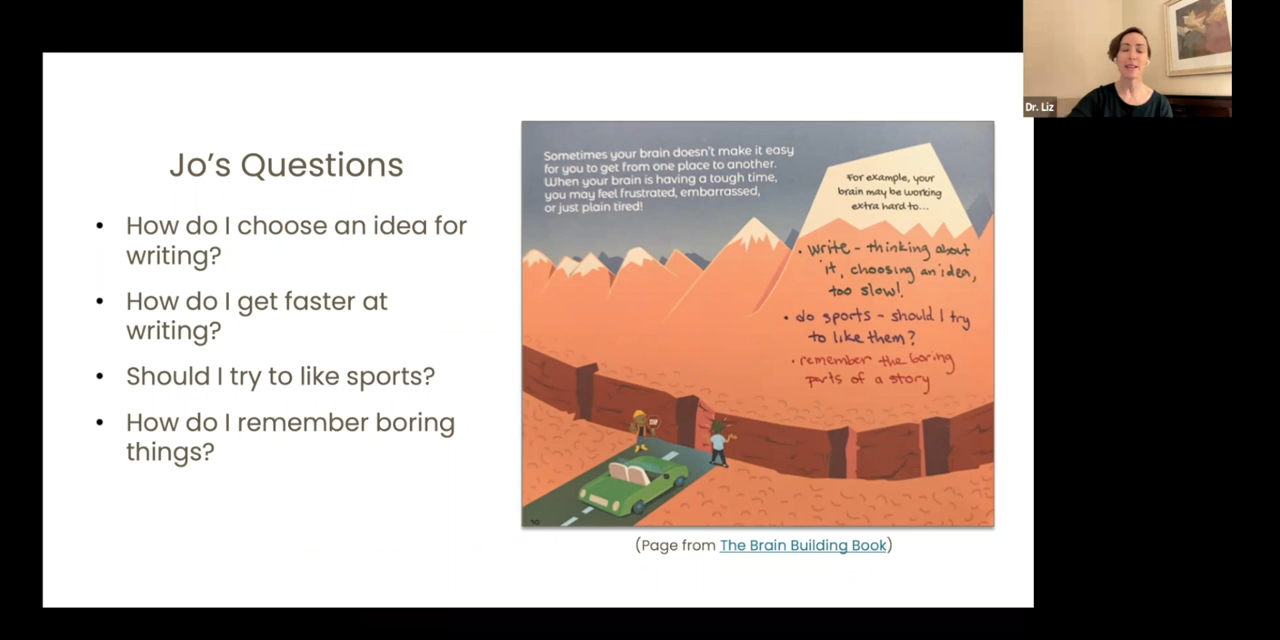 Jo's Questions
• How do I choose an idea for
writing?
• How do I get faster at
writing?
• Should I try to like sports?
• How do I remember boring
things?
Sometimes your brain doesn't make it easy
for you to get from one place to another.
When your brain is having a tough time,
you may feel frustrated, embarrassed,
or just plain tired!
For example, your
brain may be working
extra hard to...
• write - thinking about
it, choosing an idea,
too slow!
• do sports - should I try
to like them?
• remember the boring
parts of a story
10
(Page from The Brain Building Book)
Dr. Liz